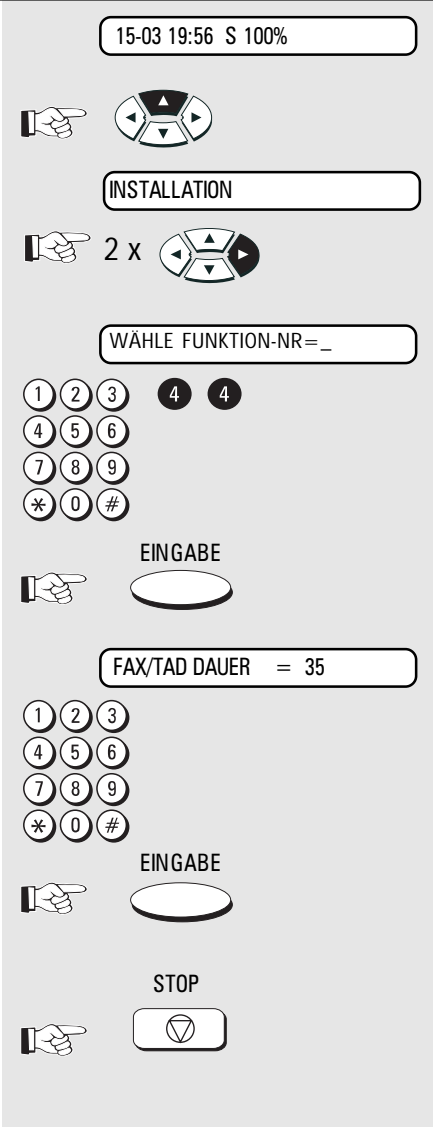 15-03 19:56 S 100%
INSTALLATION
2 x
WÄHLE FUNKTION-NR=_
1 2 3 4 4
4 5 6
7 8 9
* 0 #
EINGABE
FAX/TAD DAUER = 35
1 2 3
4 5 6
7 8 9
* 0 #
EINGABE
STOP